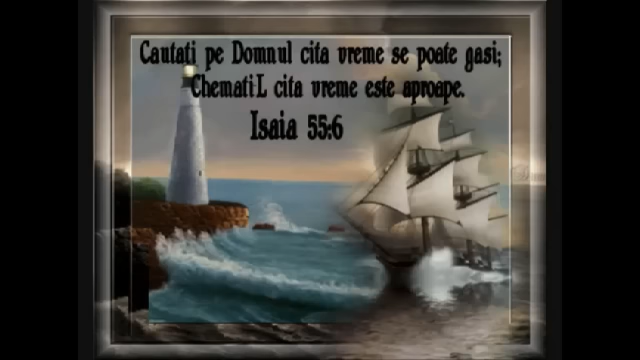 Cautati pe Domnul cita vreme se poate gasi;
Chemati-L cita vreme este aproape.
Isaia 55:6